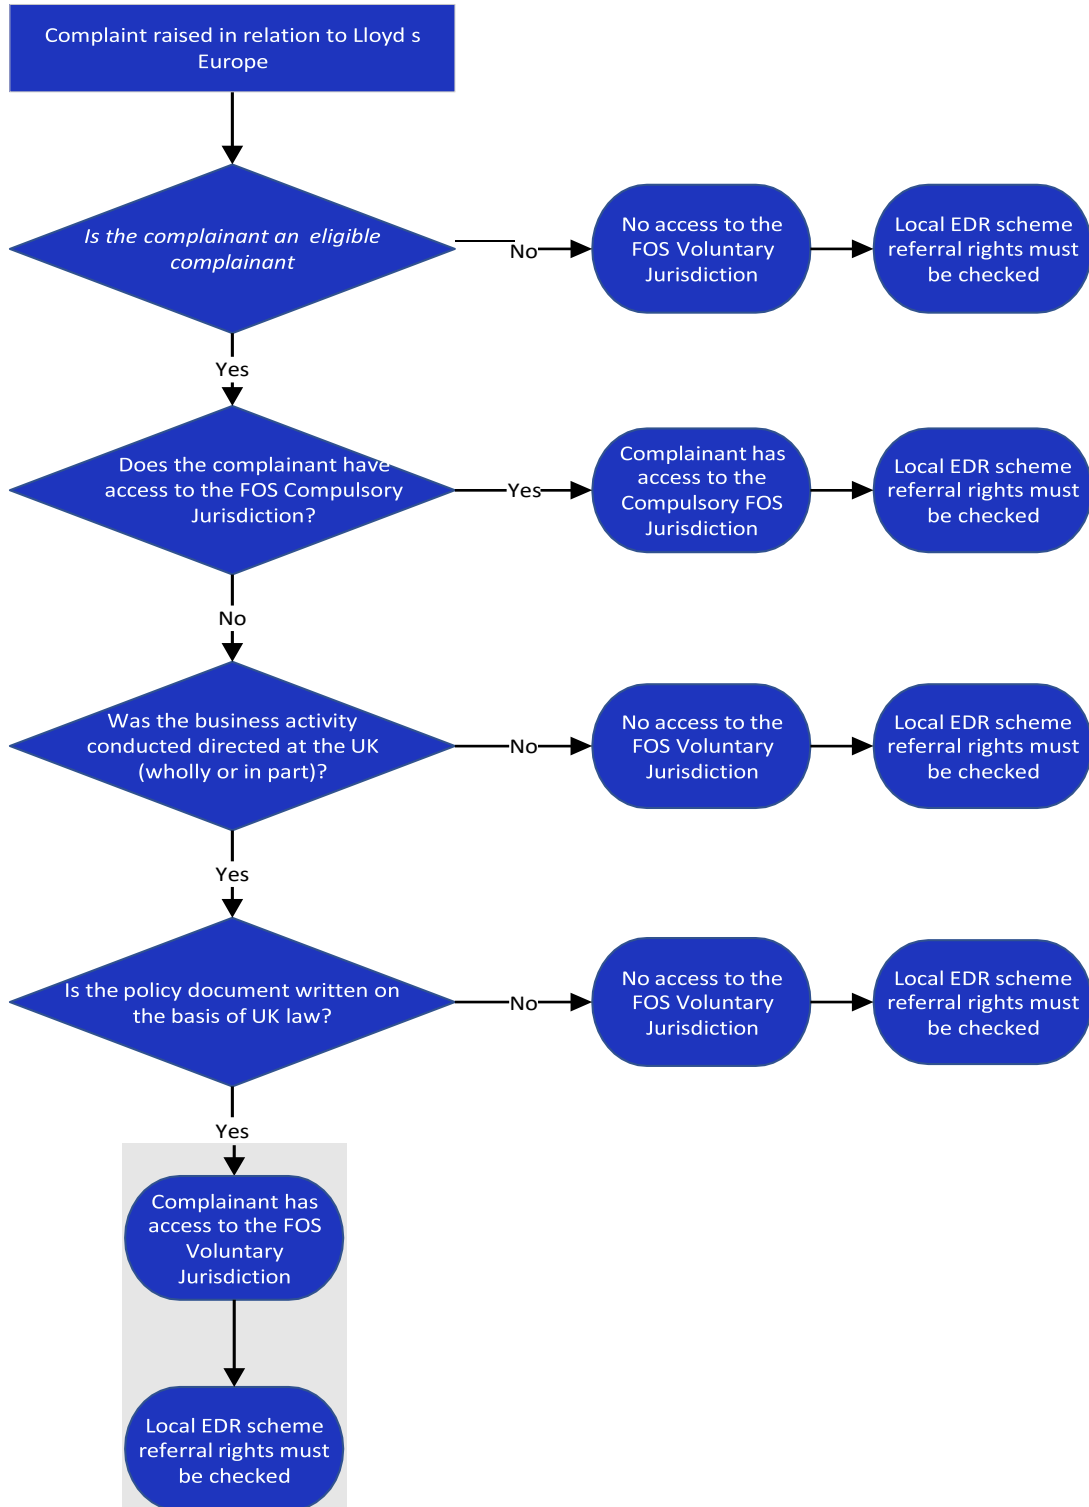 Complaint raised in relation to Lloyd s
Europe
Is the complainant an eligible
complainant
No
No access to the
FOS Voluntary
Jurisdiction
Local EDR scheme
referral rights must
be checked
Yes
Does the complainant have
access to the FOS Compulsory
Jurisdiction?
Yes
Complainant has
access to the
Compulsory FOS
Jurisdiction
Local EDR scheme
referral rights must
be checked
No
Was the business activity
conducted directed at the UK
(wholly or in part)?
No
No access to the
FOS Voluntary
Jurisdiction
Local EDR scheme
referral rights must
be checked
Yes
Is the policy document written on
the basis of UK law?
No
No access to the
FOS Voluntary
Jurisdiction
Local EDR scheme
referral rights must
be checked
Yes
Complainant has
access to the FOS
Voluntary
Jurisdiction
Local EDR scheme
referral rights must
be checked